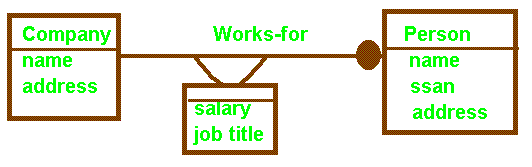 Company
name
address
Works-for
salary
job title
Person
name
ssan
address